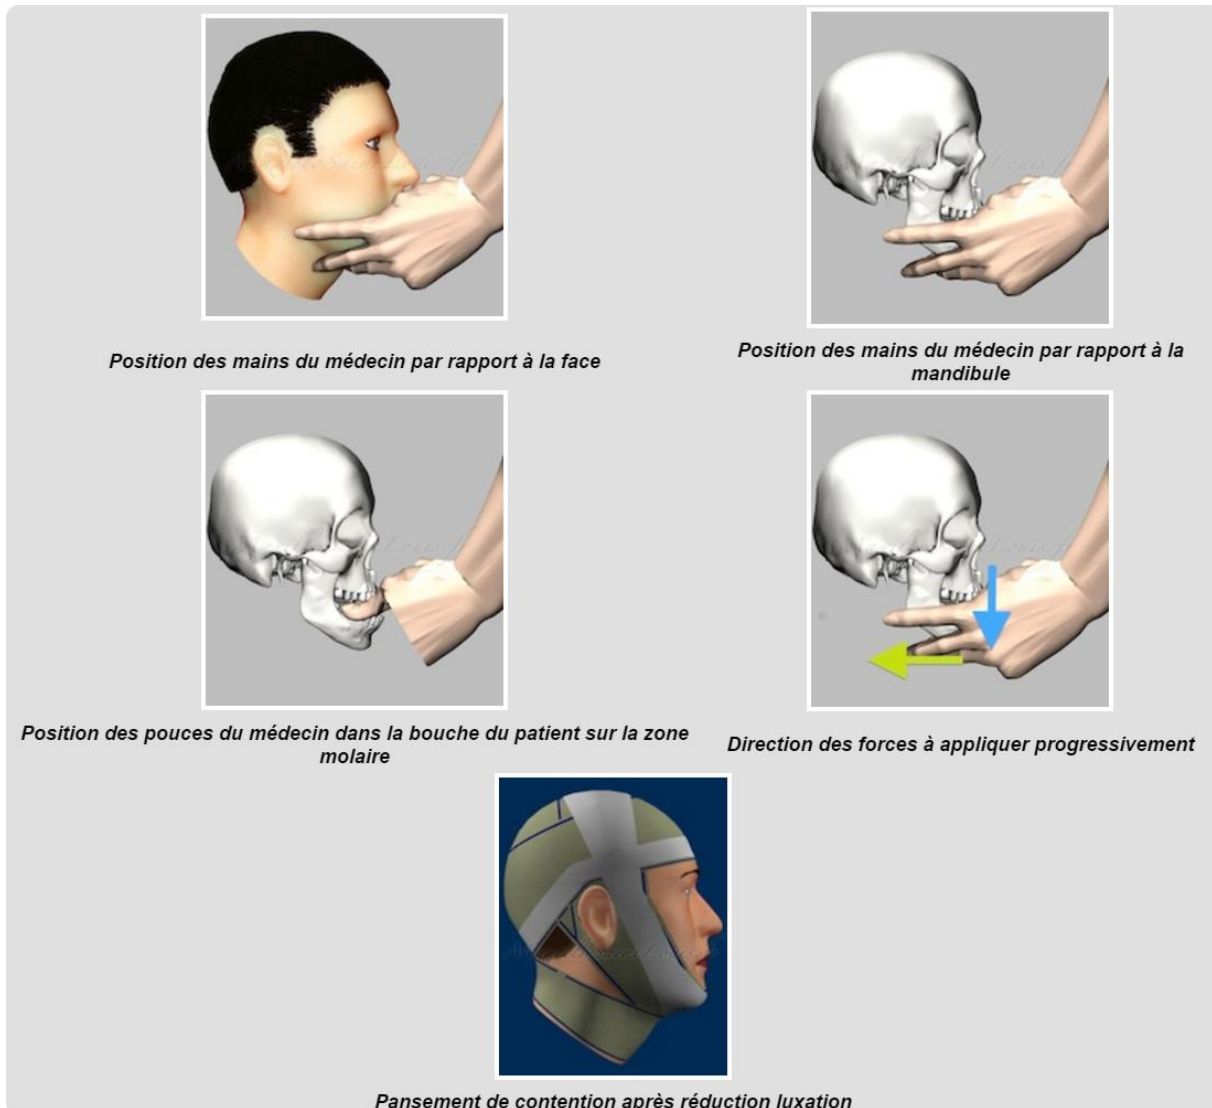 Position des mains du médecin par rapport à la face
Position des mains du médecin par rapport à la
mandibule
Position des pouces du médecin dans la bouche du patient sur la zone
molaire
Direction des forces à appliquer progressivement
Pansement de contention après réduction luxation